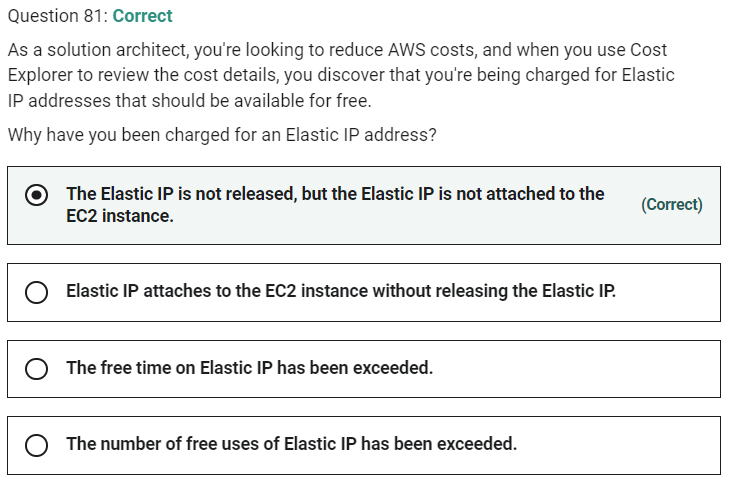 Question 81: Correct
As a solution architect, you're looking to reduce AWS costs, and when you use Cost
Explorer to review the cost details, you discover that you're being charged for Elastic
IP addresses that should be available for free.
Why have you been charged for an Elastic IP address?
The Elastic IP is not released, but the Elastic IP is not attached to the
EC2 instance.
(Correct)
Elastic IP attaches to the EC2 instance without releasing the Elastic IP.
The free time on Elastic IP has been exceeded.
The number of free uses of Elastic IP has been exceeded.